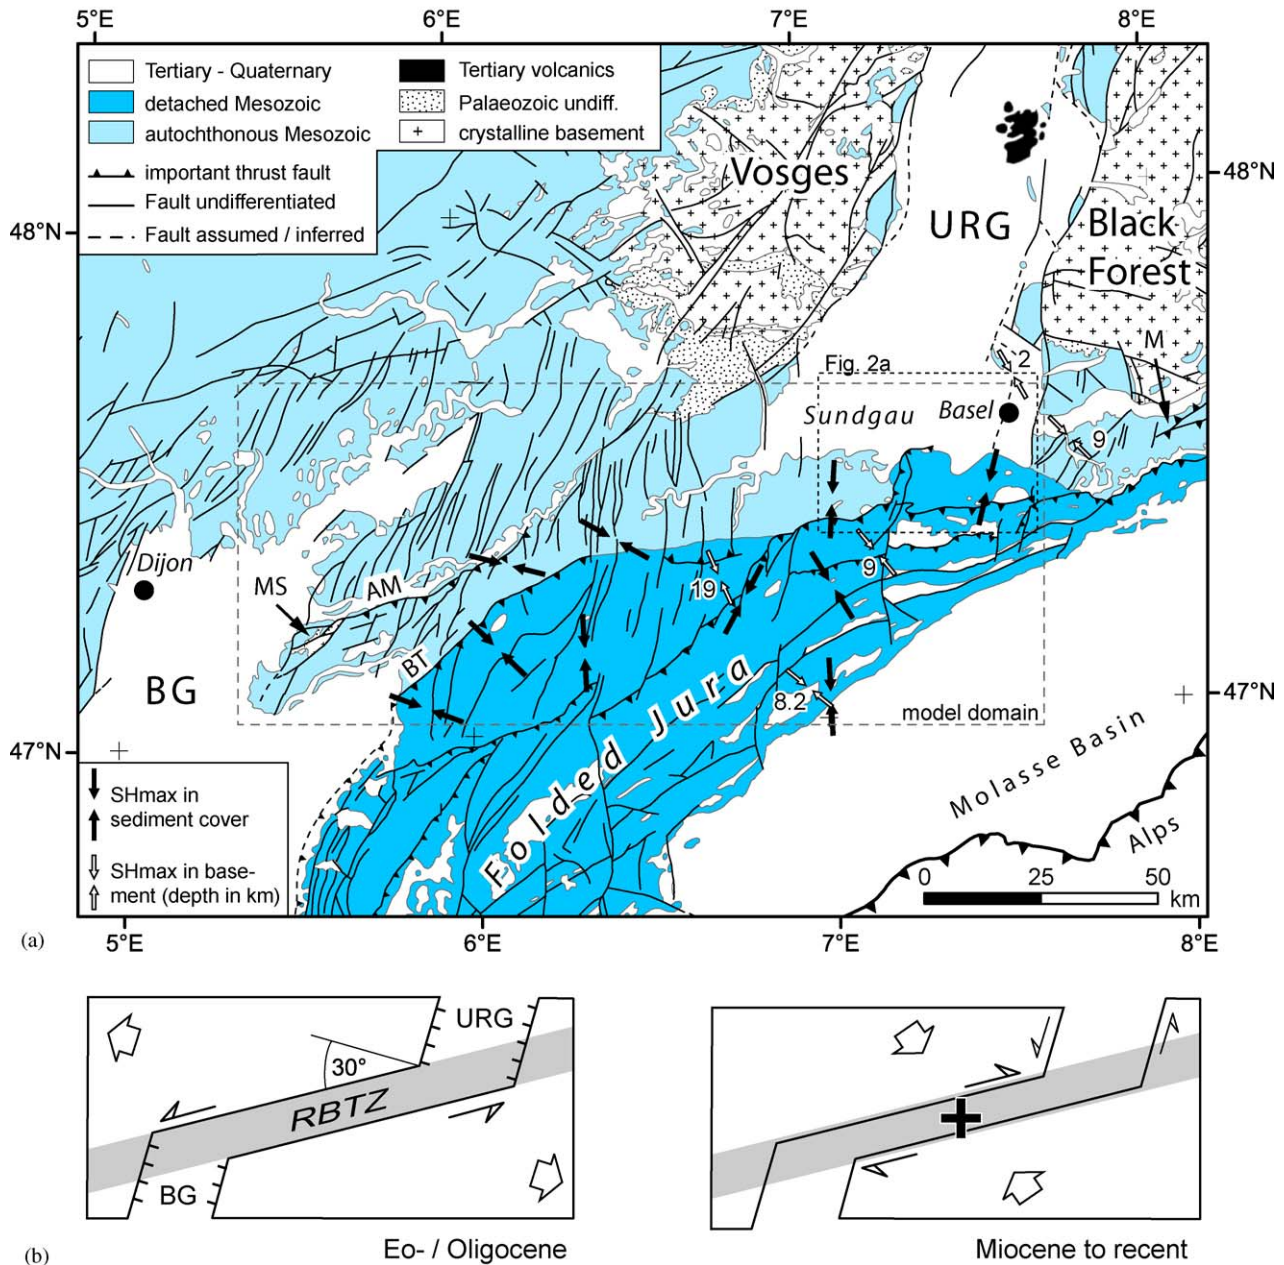 5°E 6°E 7°E 8°E
Tertiary - Quaternary
detached Mesozoic
autochthonous Mesozoic
important thrust fault
Fault undifferentiated
Fault assumed / inferred
Tertiary volcanics
Palaeozoic undiff.
crystalline basement
48°N
48°N
Vosges
URG
Black
Forest
M
2
Fig. 2a
Sundgau
Basel
9
Dijon
MS
AM
BT
19
9
8.2
BG
Folded Jura
model domain
47°N
47°N
Molasse Basin
Alps
SHmax in
sediment cover
SHmax in base-
ment (depth in km)
0 25 50
km
(a)
5°E 6°E 7°E 8°E
URG
30°
RBTZ
BG
Eo- / Oligocene
Miocene to recent
(b)